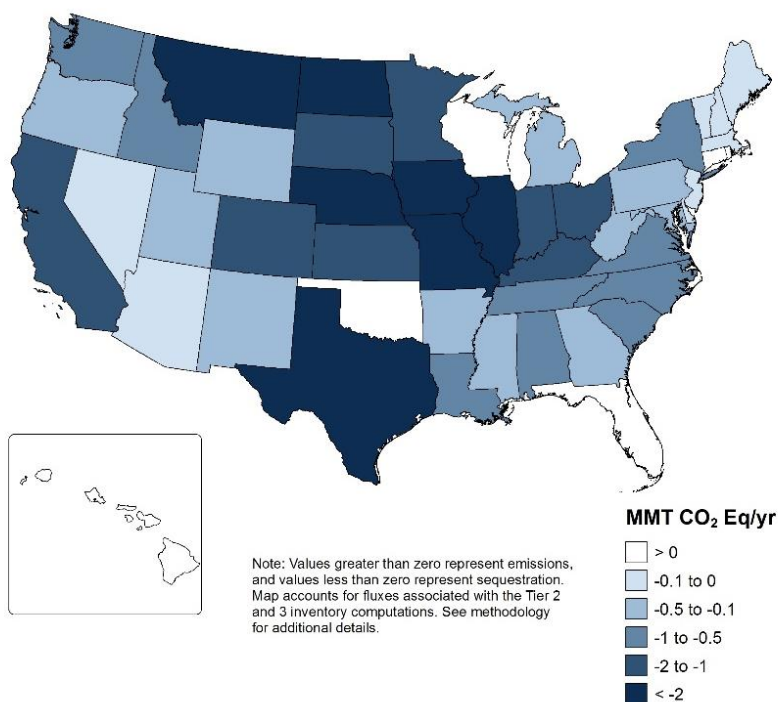 MMT CO₂ Eq/yr
> 0
-0.1 to 0
-0.5 to -0.1
-1 to -0.5
-2 to -1
< -2
Note: Values greater than zero represent emissions,
and values less than zero represent sequestration.
Map accounts for fluxes associated with the Tier 2
and 3 inventory computations. See methodology
for additional details.